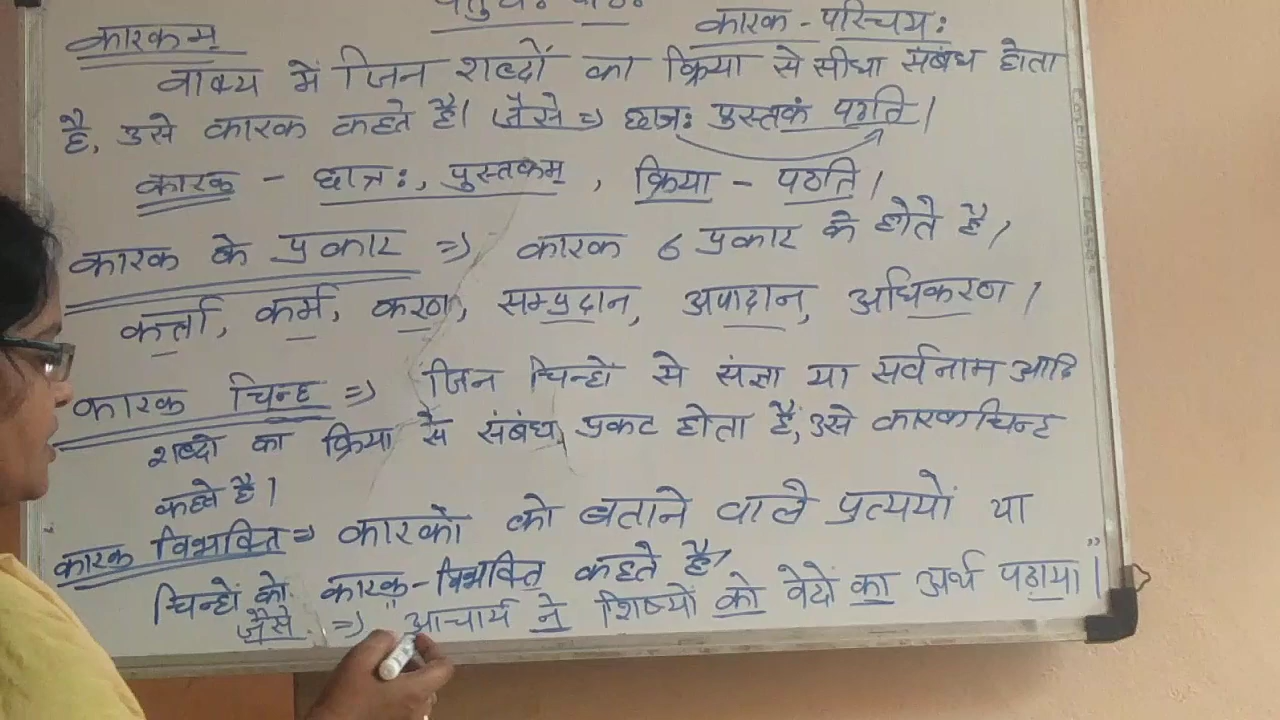 कारक - परिचय:
कारकम्
वाक्य में जिन शब्दों का क्रिया से सीधा संबंध होता
है, उसे कारक कहते है। जैसे => छात्र: पुस्तकं पठति।
कारक - छात्र:, पुस्तकम्, क्रिया - पठति।
कारक के प्रकार => कारक ६ प्रकार के होते है,
कर्ता, कर्म, करण, सम्प्रदान, अपादान, अधिकरण।
कारक चिन्ह => जिन चिन्हों से संज्ञा या सर्वनाम आदि
शब्दो का क्रिया से संबंध प्रकट होता है, उसे कारकचिन्ह
कहते है।
कारक विभक्ति => कारको को बताने वाले प्रत्ययों या
चिन्हों को कारक-विभक्ति कहते है,
जैसे => "आचार्य ने शिष्यों को वेदो का अर्थ पढ़ाया।"